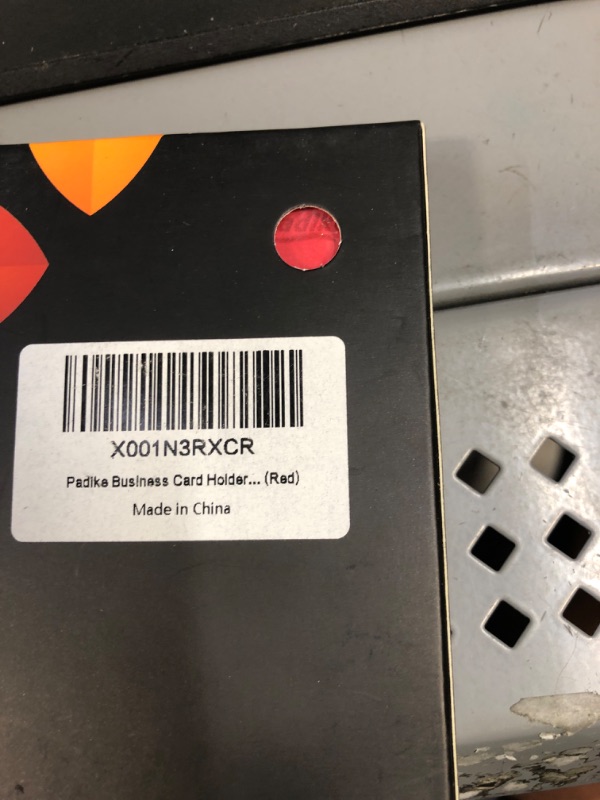 X001N3RXCR
Padike Business Card Holder... (Red)
Made in China